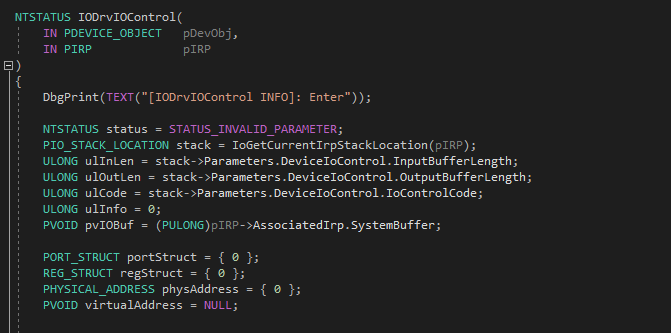 NTSTATUS IODrvIOControl(
    IN PDEVICE_OBJECT   pDevObj,
    IN PIRP             pIRP
)
{
    DbgPrint(TEXT("[IODrvIOControl INFO]: Enter"));

    NTSTATUS status = STATUS_INVALID_PARAMETER;
    PIO_STACK_LOCATION stack = IoGetCurrentIrpStackLocation(pIRP);
    ULONG ulInLen = stack->Parameters.DeviceIoControl.InputBufferLength;
    ULONG ulOutLen = stack->Parameters.DeviceIoControl.OutputBufferLength;
    ULONG ulCode = stack->Parameters.DeviceIoControl.IoControlCode;
    ULONG ulInfo = 0;
    PVOID pvIOBuf = (PULONG)pIRP->AssociatedIrp.SystemBuffer;

    PORT_STRUCT portStruct = { 0 };
    REG_STRUCT regStruct = { 0 };
    PHYSICAL_ADDRESS physAddress = { 0 };
    PVOID virtualAddress = NULL;